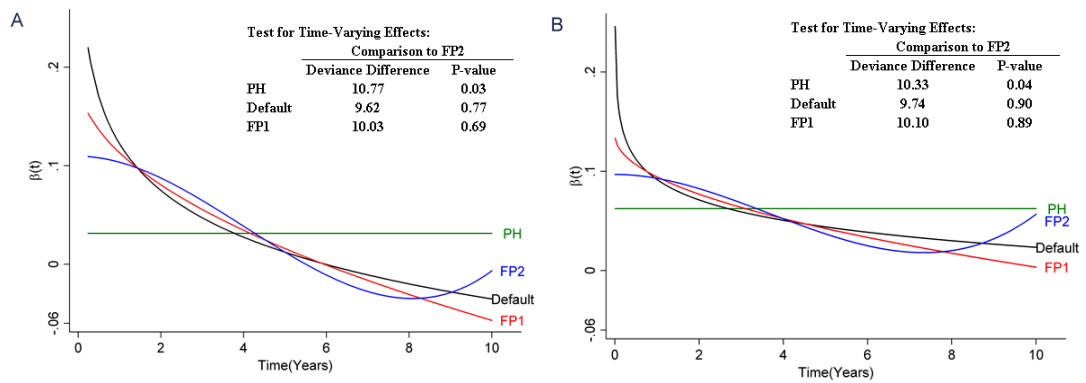 A
Test for Time-Varying Effects:
Comparison to FP2
Deviance Difference P-value
PH 10.77 0.03
Default 9.62 0.77
FP1 10.03 0.69
β(t)
.2
.1
0
-.06
PH
FP2
Default
FP1
0 2 4 6 8 10
Time(Years)
B
Test for Time-Varying Effects:
Comparison to FP2
Deviance Difference P-value
PH 10.33 0.04
Default 9.74 0.90
FP1 10.10 0.89
β(t)
.2
.1
0
-.06
PH
FP2
Default
FP1
0 2 4 6 8 10
Time(Years)